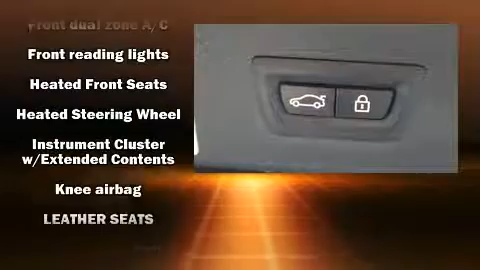 Front dual zone A/C
Front reading lights
Heated Front Seats
Heated Steering Wheel
Instrument Cluster
w/Extended Contents
Knee airbag
LEATHER SEATS